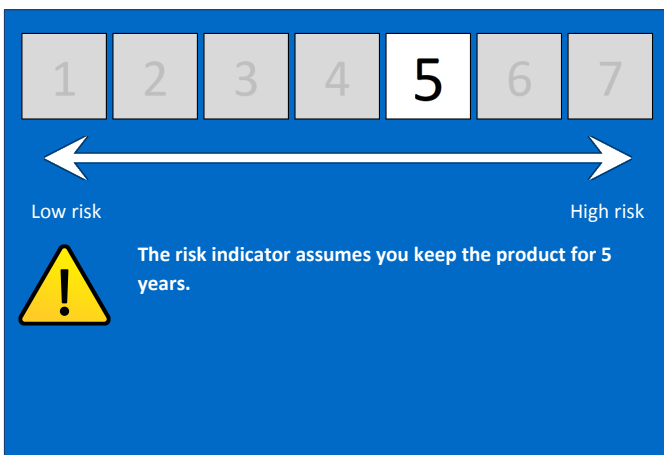 1 2 3 4 5 6 7
Low risk High risk
The risk indicator assumes you keep the product for 5
years.